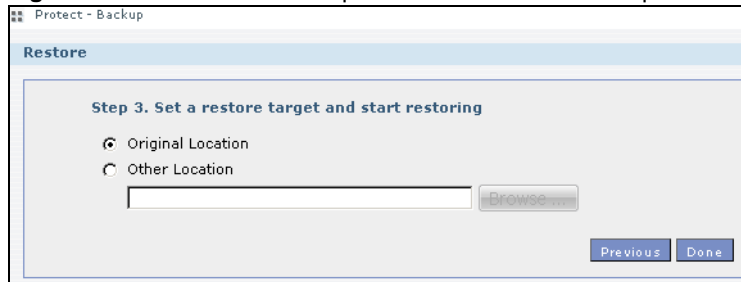 Protect - Backup
Restore
Step 3. Set a restore target and start restoring
Original Location
Other Location
Browse ...
Previous Done